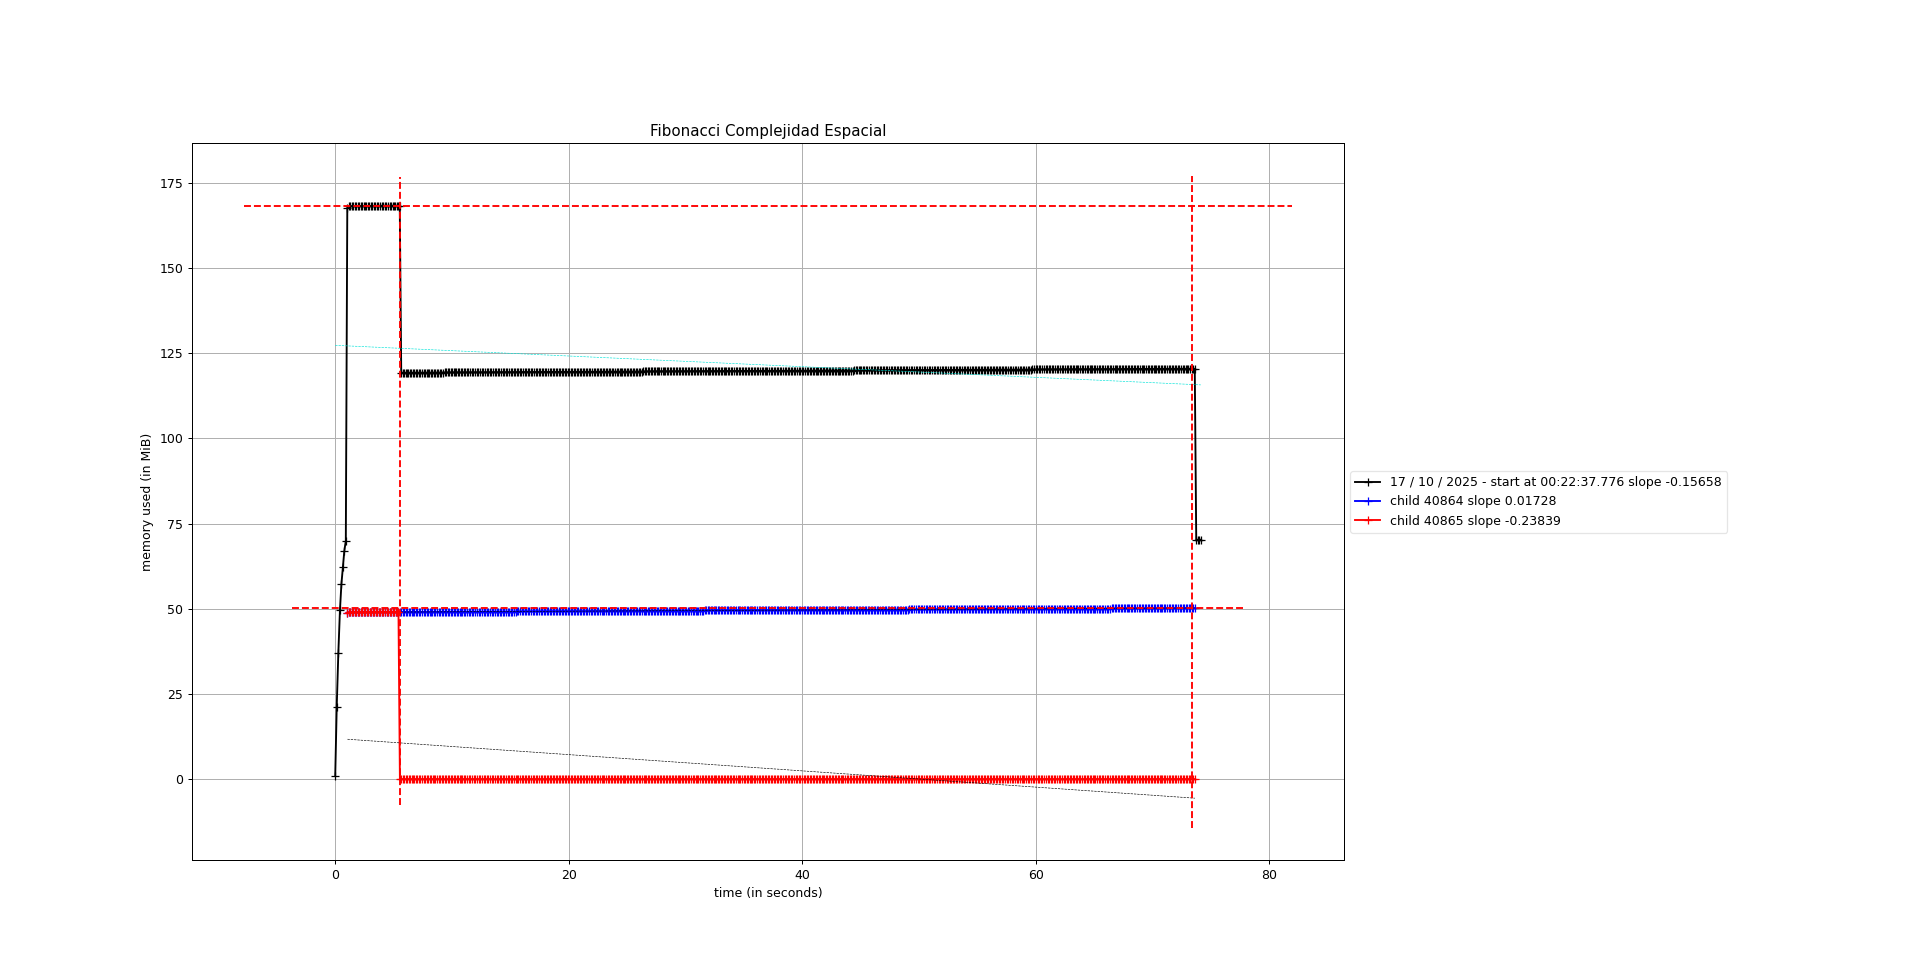 Fibonacci Complejidad Espacial
175
150
125
100
75
50
25
0
memory used (in MiB)
0 20 40 60 80
time (in seconds)
17 / 10 / 2025 - start at 00:22:37.776 slope -0.15658
child 40864 slope 0.01728
child 40865 slope -0.23839